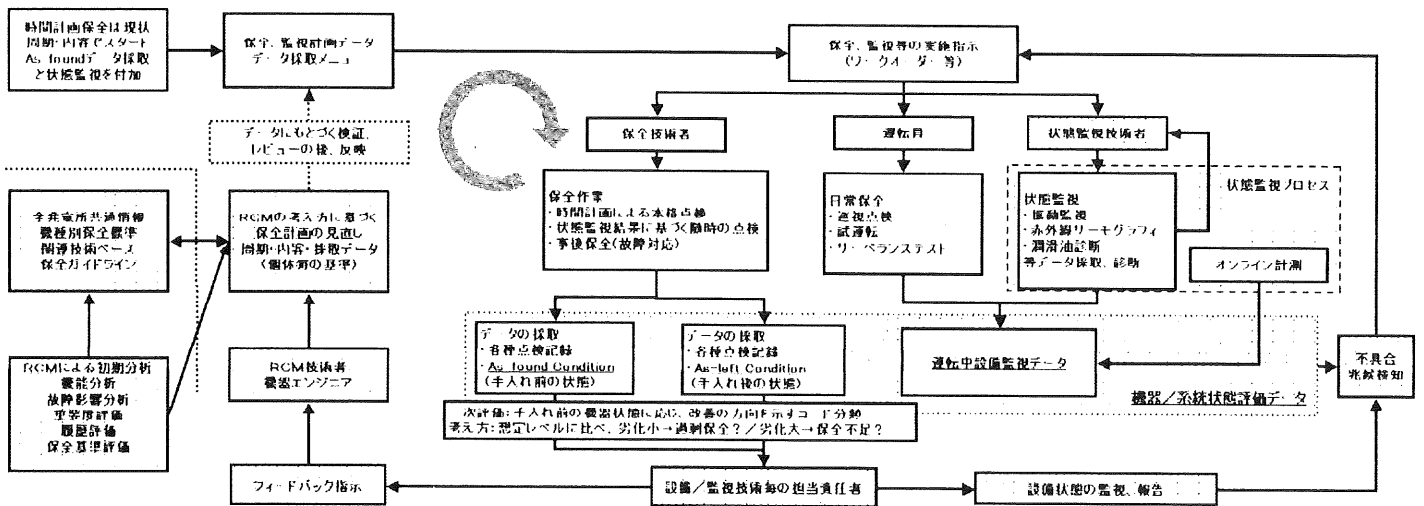 時間計画保全は現状
周期・内容でスタート
As foundデータ採取
と状態監視を付加
保全、監視計画データ
データ採取メニュー
保全、監視等の実施指示
(ワークオーダー等)
データにもとづく検証、
レビューの後、反映
保全技術者
運転員
状態監視技術者
全発電所共通情報
機種別保全標準
関連技術ベース
保全ガイドライン
RCMの考え方に基づく
保全計画の見直し
周期・内容・採取データ
(個体毎の基準)
保全作業
・時間計画による本格点検
・状態監視結果に基づく随時の点検
・事後保全(故障対応)
日常保全
・巡視点検
・試運転
・サーベランステスト
状態監視プロセス
状態監視
・振動監視
・赤外線サーモグラフィ
・潤滑油診断
等データ採取、診断
オンライン計測
RCMによる初期分析
機能分析
故障影響分析
重要度評価
履歴評価
保全基準評価
RCM技術者
機器エンジニア
データの採取
・各種点検記録
・As-found Condition
(手入れ前の状態)
データの採取
・各種点検記録
・As-left Condition
(手入れ後の状態)
運転中設備監視データ
機器/系統状態評価データ
不具合
兆候検知
次評価:手入れ前の機器状態に応じ、改善の方向を示すコード分類
考え方:想定レベルに比べ、劣化小→過剰保全?/劣化大→保全不足?
フィードバック指示
設備/監視技術毎の担当責任者
設備状態の監視、報告